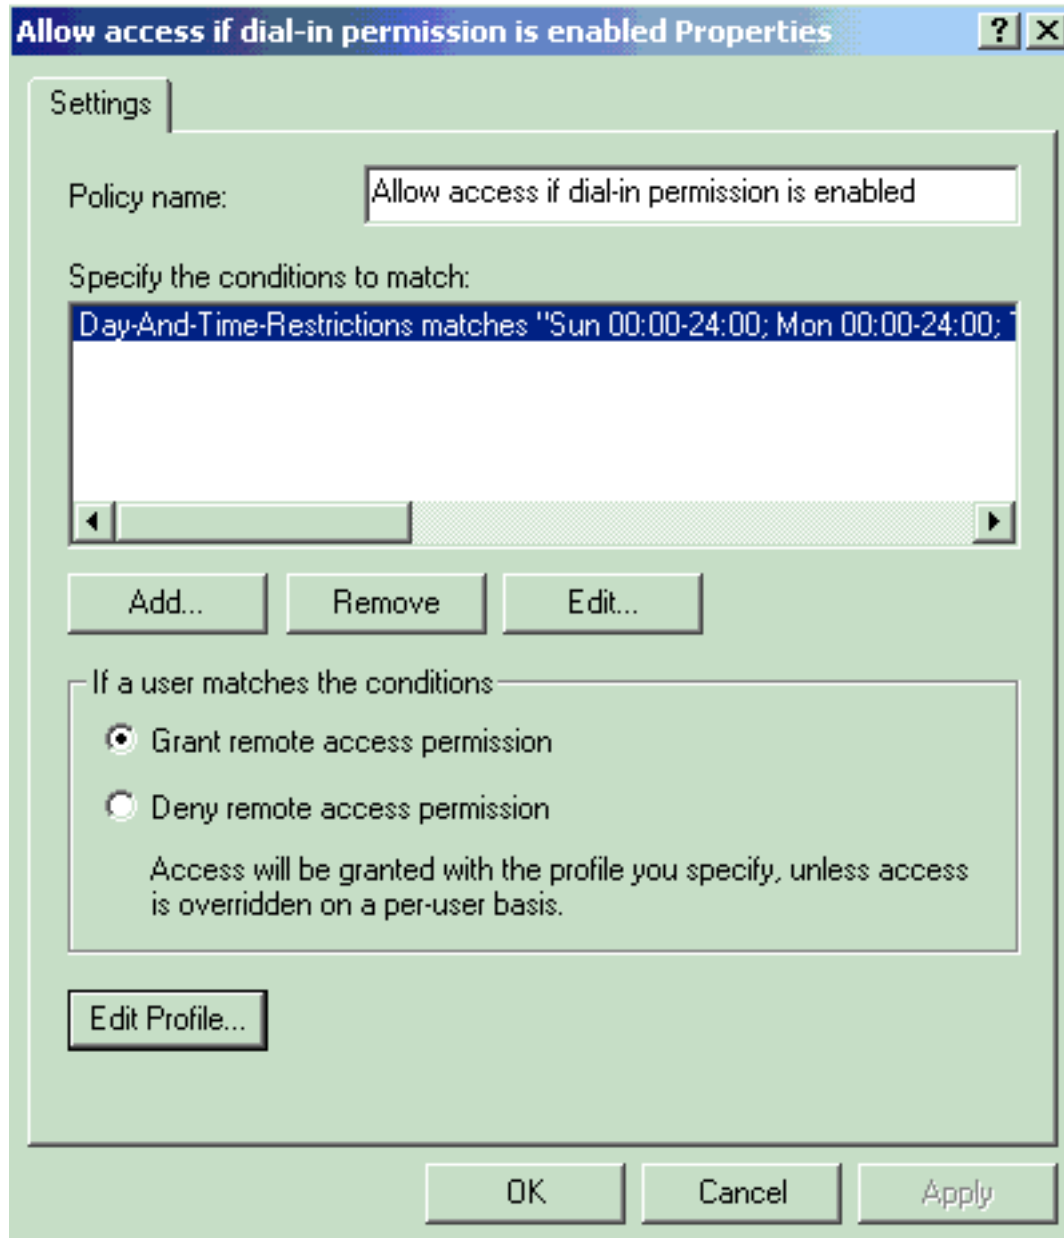 Allow access if dial-in permission is enabled Properties
Settings
Policy name:
Allow access if dial-in permission is enabled
Specify the conditions to match:
Day-And-Time-Restrictions matches "Sun 00:00-24:00; Mon 00:00-24:00;
Add...
Remove
Edit...
If a user matches the conditions
Grant remote access permission
Deny remote access permission
Access will be granted with the profile you specify, unless access
is overridden on a per-user basis.
Edit Profile...
OK
Cancel
Apply